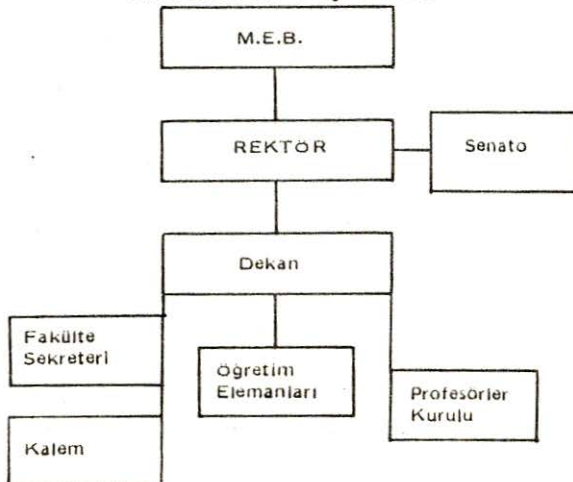 M.E.B.
REKTÖR
Senato
Dekan
Fakülte
Sekreteri
Öğretim
Elemanları
Profesörler
Kurulu
Kalem